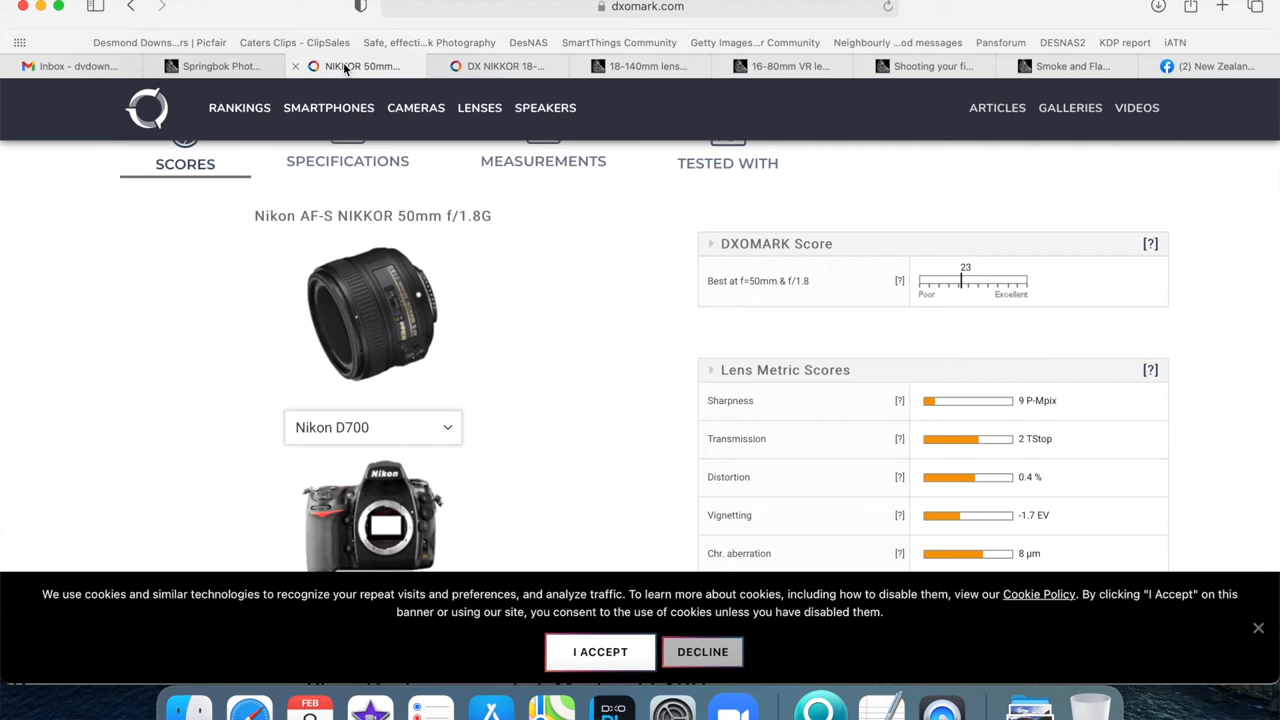 dxomark.com
Desmond Downs...rs | Picfair
Caters Clips - ClipSales
Safe, effecti...k Photography
DesNAS
SmartThings Community
Getty Images...r Community
Neighbourly ...od messages
Pansforum
DESNAS2
KDP report
iATN
Inbox - dvdown...
Springbok Phot...
NIKKOR 50mm...
DX NIKKOR 18-...
18-140mm lens...
16-80mm VR le...
Shooting your fi...
Smoke and Fla...
(2) New Zealan...
RANKINGS
SMARTPHONES
CAMERAS
LENSES
SPEAKERS
ARTICLES
GALLERIES
VIDEOS
SCORES
SPECIFICATIONS
MEASUREMENTS
TESTED WITH
Nikon AF-S NIKKOR 50mm f/1.8G
Nikon D700
Nikon
DXOMARK Score [?]
Best at f=50mm & f/1.8 [?]
23
Poor Excellent
Lens Metric Scores [?]
Sharpness [?] 9 P-Mpix
Transmission [?] 2 TStop
Distortion [?] 0.4 %
Vignetting [?] -1.7 EV
Chr. aberration [?] 8 µm
We use cookies and similar technologies to recognize your repeat visits and preferences, and analyze traffic. To learn more about cookies, including how to disable them, view our Cookie Policy. By clicking "I Accept" on this
banner or using our site, you consent to the use of cookies unless you have disabled them.
I ACCEPT
DECLINE
FEB
DXO